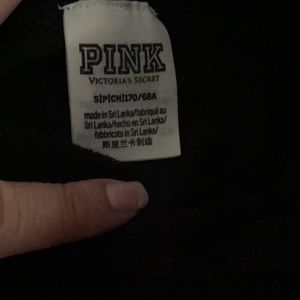 PINK
VICTORIA'S SECRET
S|P|CH|170/68A
made in Sri Lanka/fabriqué au
Sri Lanka/hecho en Sri Lanka/
fabbricato in Sri Lanka/
斯里兰卡制造